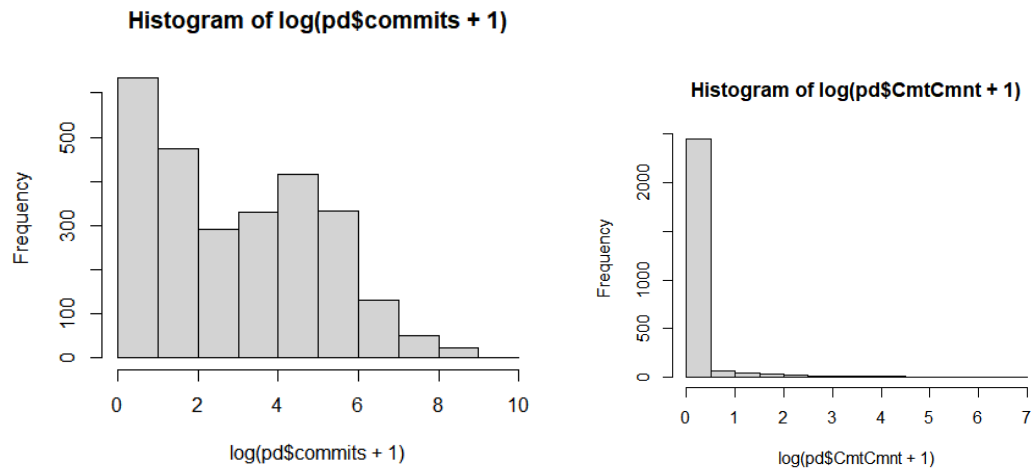 Histogram of log(pd$commits + 1)
Frequency
500
300
100
0
0 2 4 6 8 10
log(pd$commits + 1)
Histogram of log(pd$CmtCmnt + 1)
Frequency
2000
1000
500
0
0 1 2 3 4 5 6 7
log(pd$CmtCmnt + 1)